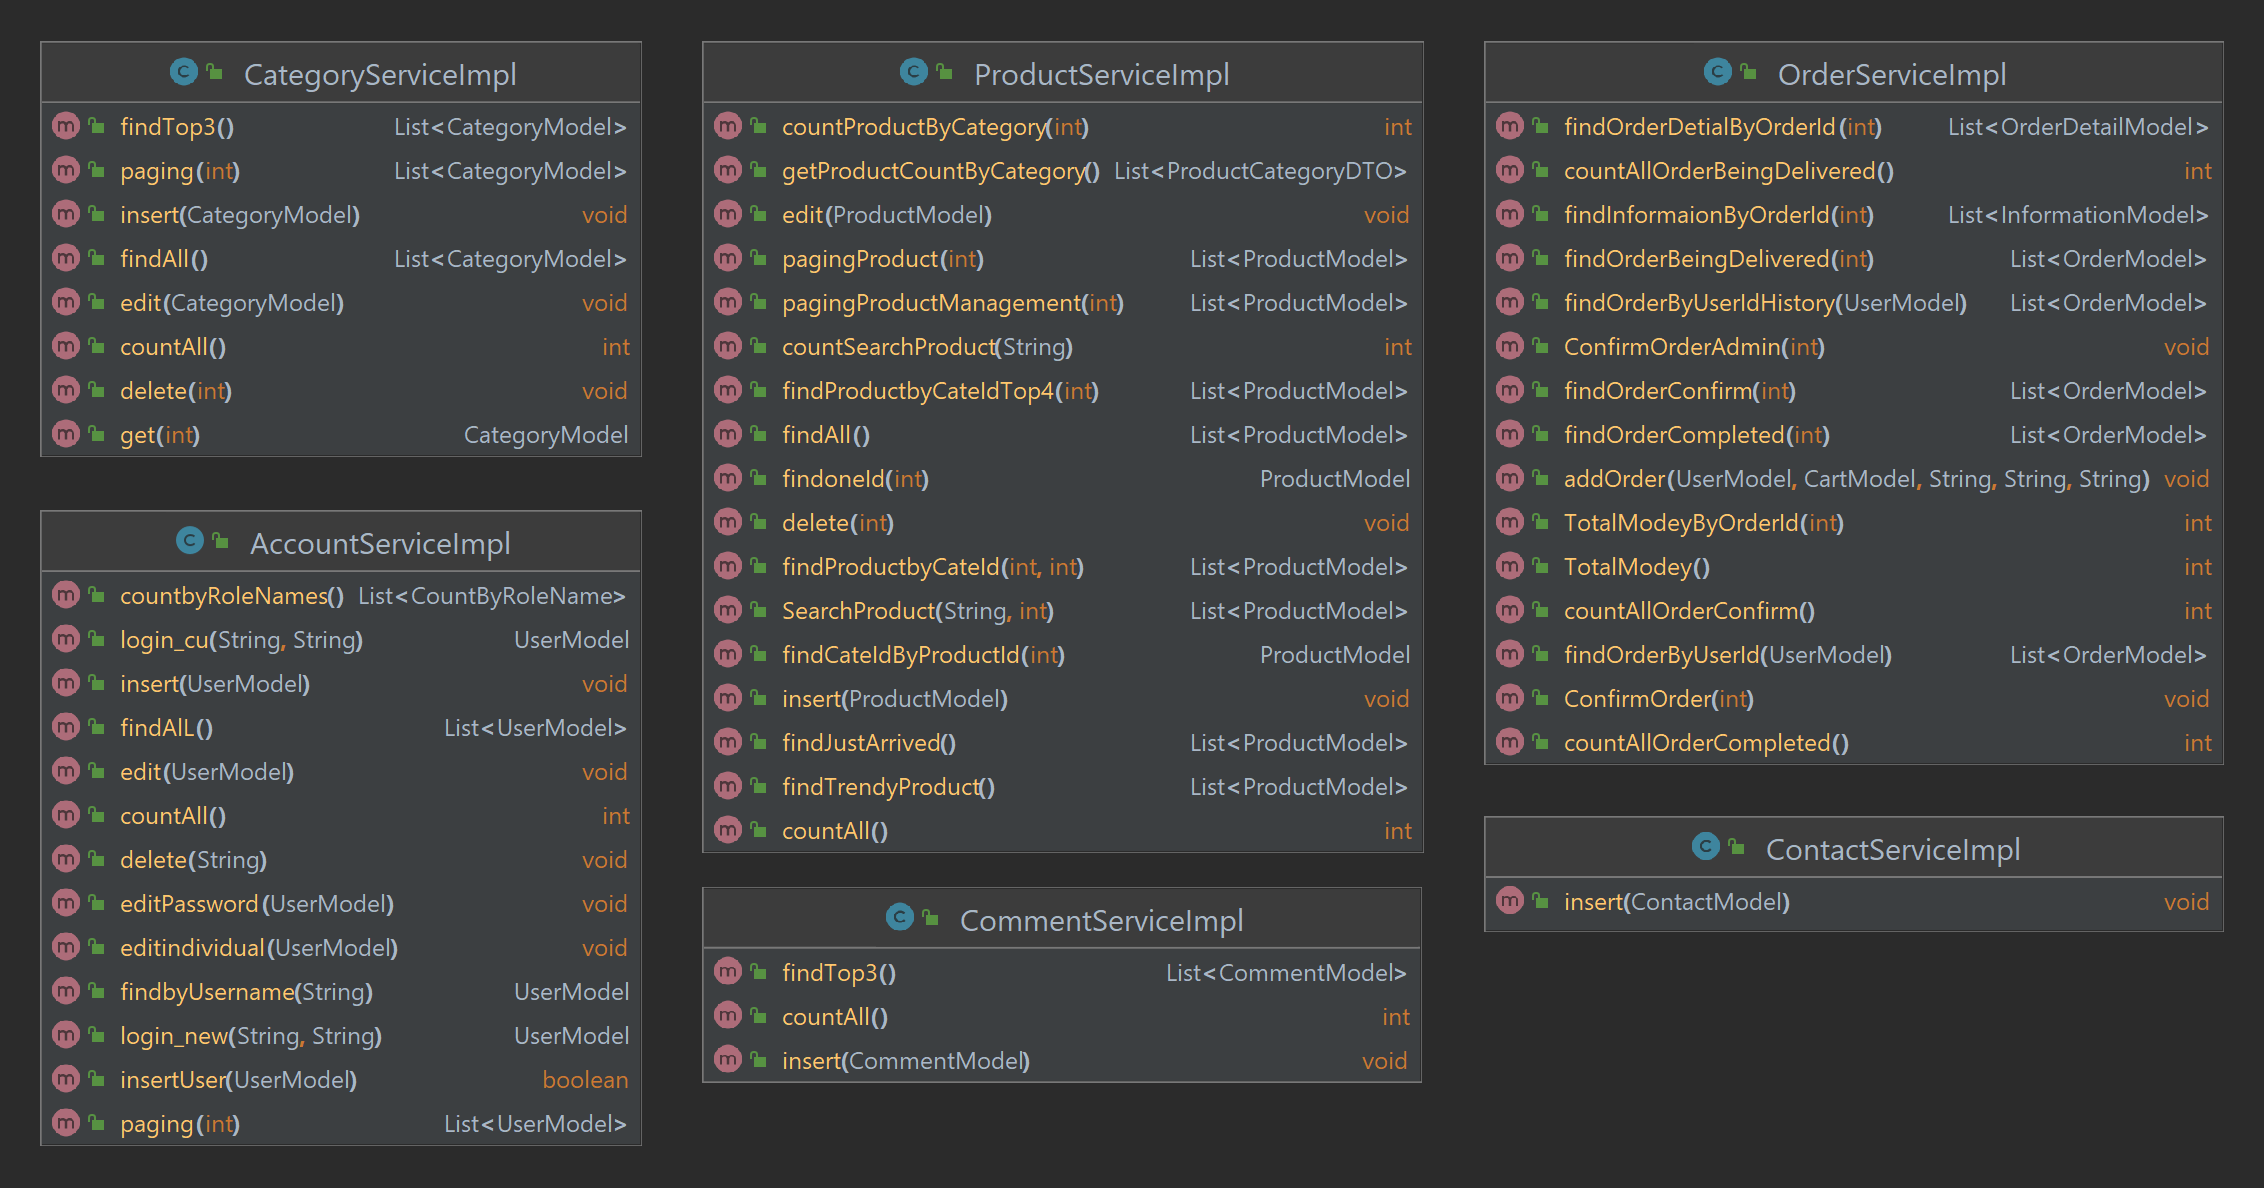 CategoryServiceImpl
findTop3() List<CategoryModel>
paging(int) List<CategoryModel>
insert(CategoryModel) void
findAll() List<CategoryModel>
edit(CategoryModel) void
countAll() int
delete(int) void
get(int) CategoryModel
AccountServiceImpl
countbyRoleNames() List<CountByRoleName>
login_cu(String, String) UserModel
insert(UserModel) void
findAlL() List<UserModel>
edit(UserModel) void
countAll() int
delete(String) void
editPassword(UserModel) void
editindividual(UserModel) void
findbyUsername(String) UserModel
login_new(String, String) UserModel
insertUser(UserModel) boolean
paging(int) List<UserModel>
ProductServiceImpl
countProductByCategory(int) int
getProductCountByCategory() List<ProductCategoryDTO>
edit(ProductModel) void
pagingProduct(int) List<ProductModel>
pagingProductManagement(int) List<ProductModel>
countSearchProduct(String) int
findProductbyCateIdTop4(int) List<ProductModel>
findAll() List<ProductModel>
findoneId(int) ProductModel
delete(int) void
findProductbyCateId(int, int) List<ProductModel>
SearchProduct(String, int) List<ProductModel>
findCateIdByProductId(int) ProductModel
insert(ProductModel) void
findJustArrived() List<ProductModel>
findTrendyProduct() List<ProductModel>
countAll() int
CommentServiceImpl
findTop3() List<CommentModel>
countAll() int
insert(CommentModel) void
OrderServiceImpl
findOrderDetialByOrderId(int) List<OrderDetailModel>
countAllOrderBeingDelivered() int
findInformaionByOrderId(int) List<InformationModel>
findOrderBeingDelivered(int) List<OrderModel>
findOrderByUserIdHistory(UserModel) List<OrderModel>
ConfirmOrderAdmin(int) void
findOrderConfirm(int) List<OrderModel>
findOrderCompleted(int) List<OrderModel>
addOrder(UserModel, CartModel, String, String, String) void
TotalModeyByOrderId(int) int
TotalModey() int
countAllOrderConfirm() int
findOrderByUserId(UserModel) List<OrderModel>
ConfirmOrder(int) void
countAllOrderCompleted() int
ContactServiceImpl
insert(ContactModel) void